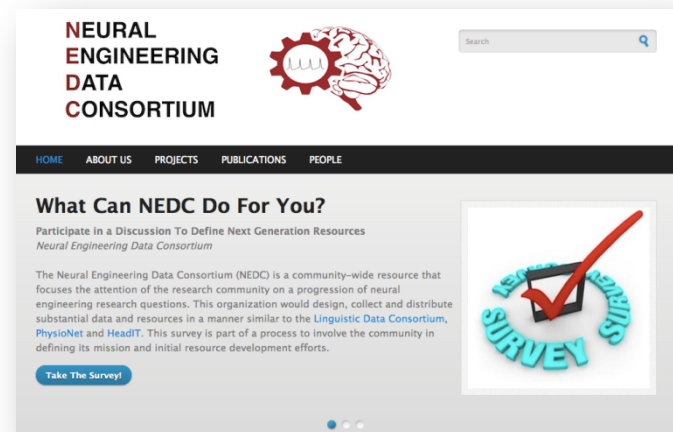 NEURAL
ENGINEERING
DATA
CONSORTIUM
Search
HOME ABOUT US PROJECTS PUBLICATIONS PEOPLE
What Can NEDC Do For You?
Participate in a Discussion To Define Next Generation Resources
Neural Engineering Data Consortium
The Neural Engineering Data Consortium (NEDC) is a community-wide resource that
focuses the attention of the research community on a progression of neural
engineering research questions. This organization would design, collect and distribute
substantial data and resources in a manner similar to the Linguistic Data Consortium,
PhysioNet and HeadIT. This survey is part of a process to involve the community in
defining its mission and initial resource development efforts.
Take The Survey!
SURVEY SURVEY SURVEY